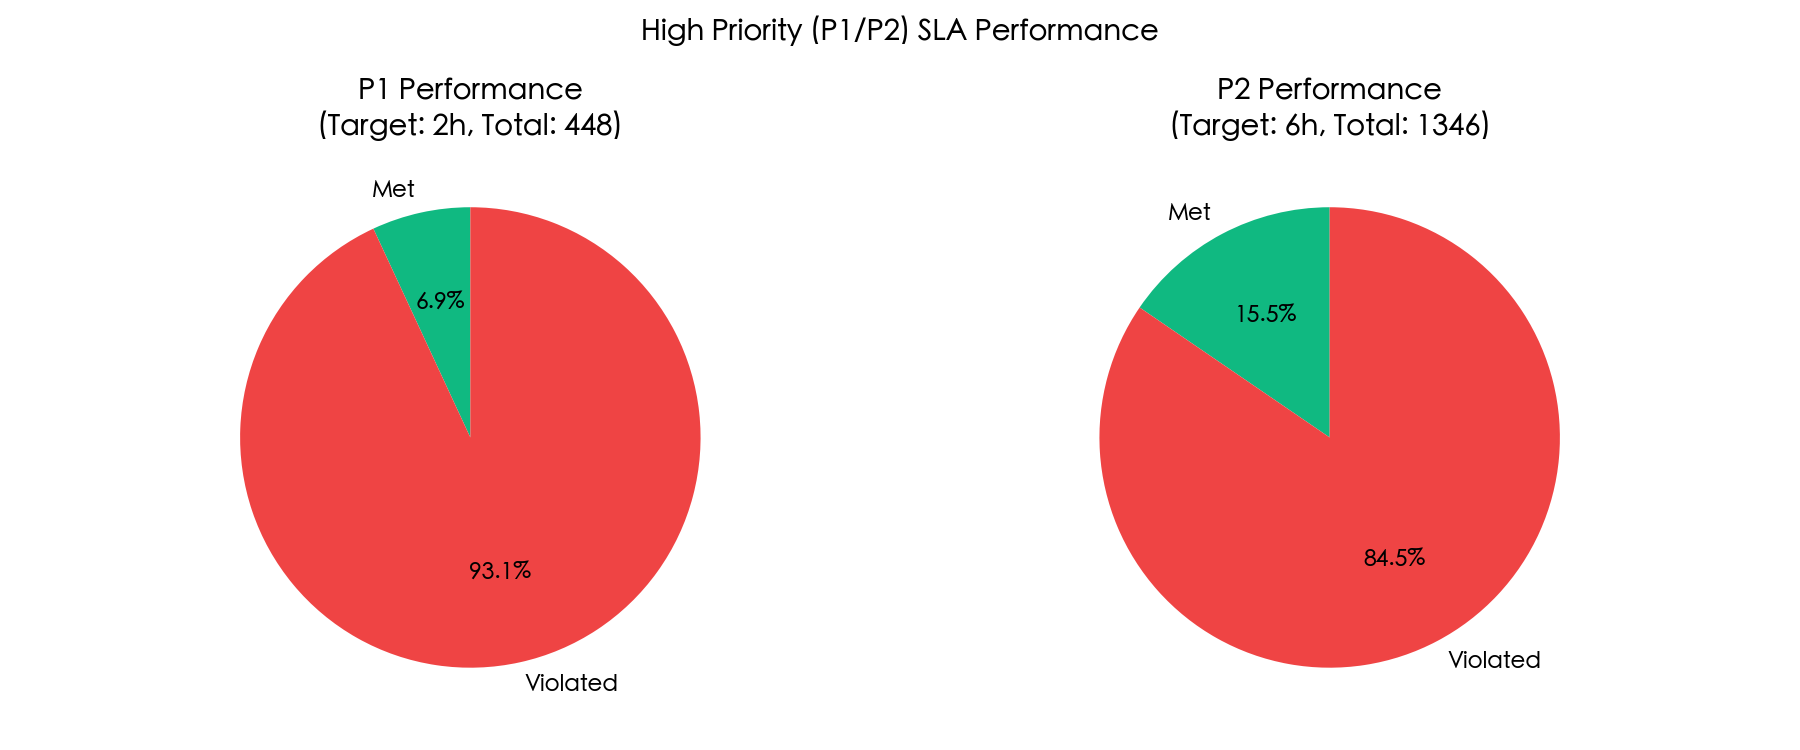 High Priority (P1/P2) SLA Performance
P1 Performance
(Target: 2h, Total: 448)
Met
6.9%
93.1%
Violated
P2 Performance
(Target: 6h, Total: 1346)
Met
15.5%
84.5%
Violated